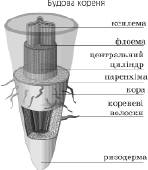 Будова кореня
ксилема
флоема
центральний
циліндр
паренхіма
кора
кореневі
волоски
ризодерма